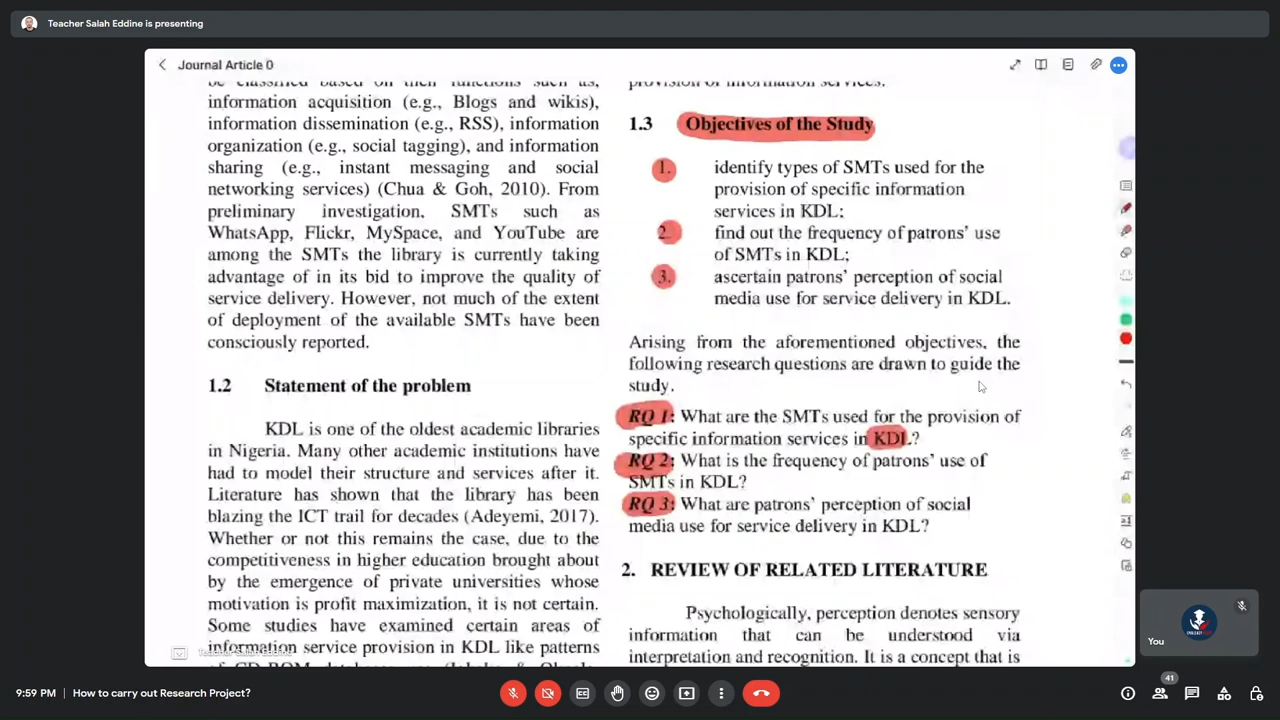 Teacher Salah Eddine is presenting
Journal Article 0
be classified based on their functions such as,
information acquisition (e.g., Blogs and wikis),
information dissemination (e.g., RSS), information
organization (e.g., social tagging), and information
sharing (e.g., instant messaging and social
networking services) (Chua & Goh, 2010). From
preliminary investigation, SMTs such as
WhatsApp, Flickr, MySpace, and YouTube are
among the SMTs the library is currently taking
advantage of in its bid to improve the quality of
service delivery. However, not much of the extent
of deployment of the available SMTs have been
consciously reported.
1.2 Statement of the problem
KDL is one of the oldest academic libraries
in Nigeria. Many other academic institutions have
had to model their structure and services after it.
Literature has shown that the library has been
blazing the ICT trail for decades (Adeyemi, 2017).
Whether or not this remains the case, due to the
competitiveness in higher education brought about
by the emergence of private universities whose
motivation is profit maximization, it is not certain.
Some studies have examined certain areas of
information service provision in KDL like patterns
provision of information services.
1.3 Objectives of the Study
1. identify types of SMTs used for the
provision of specific information
services in KDL;
2. find out the frequency of patrons' use
of SMTs in KDL;
3. ascertain patrons' perception of social
media use for service delivery in KDL.
Arising from the aforementioned objectives, the
following research questions are drawn to guide the
study.
RQ 1: What are the SMTs used for the provision of
specific information services in KDL?
RQ 2: What is the frequency of patrons' use of
SMTs in KDL?
RQ 3: What are patrons' perception of social
media use for service delivery in KDL?
2. REVIEW OF RELATED LITERATURE
Psychologically, perception denotes sensory
information that can be understood via
interpretation and recognition. It is a concept that is
Teacher Salah Eddine
You
9:59 PM | How to carry out Research Project?
41